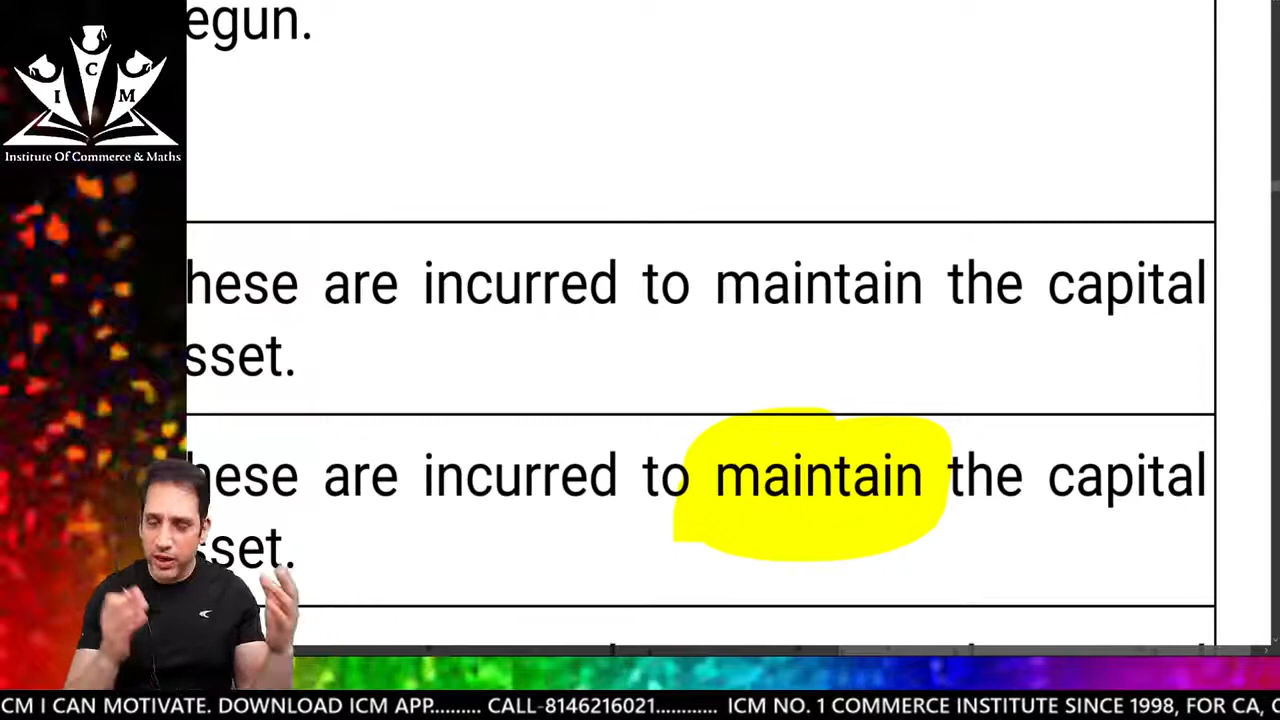 egun.
I C M
Institute Of Commerce & Maths
hese are incurred to maintain the capital
sset.
hese are incurred to maintain the capital
sset.
CM I CAN MOTIVATE. DOWNLOAD ICM APP......... CALL-8146216021............ ICM NO. 1 COMMERCE INSTITUTE SINCE 1998, FOR CA, C